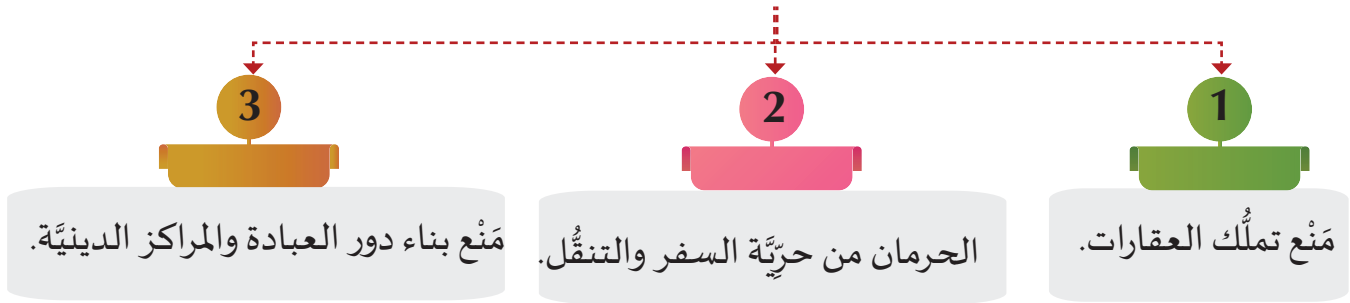 1
مَنْع تملُّك العقارات.
2
الحرمان من حرِّيَّة السفر والتنقُّل.
3
مَنْع بناء دور العبادة والمراكز الدينيَّة.